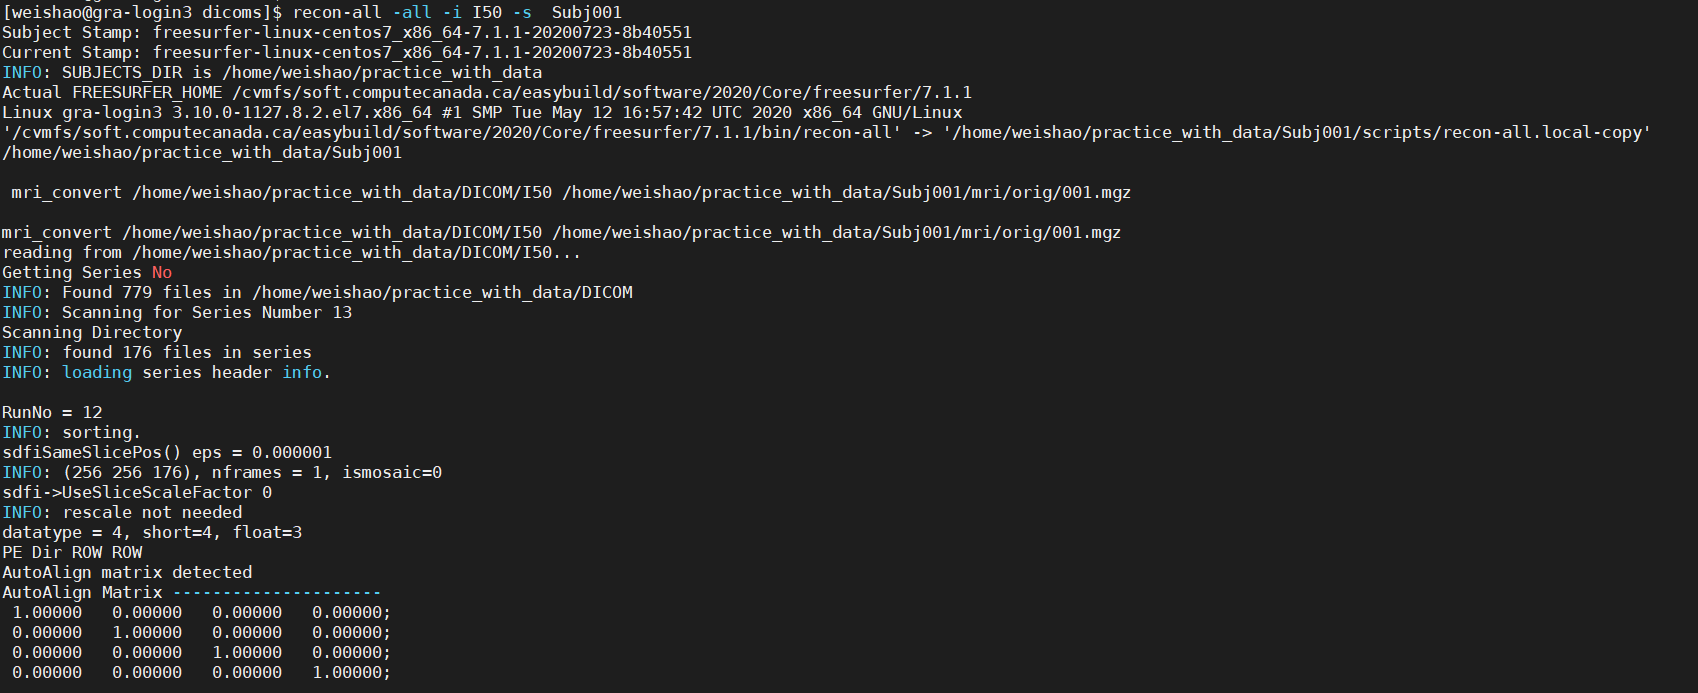 [weishao@gra-login3 dicoms]$ recon-all -all -i I50 -s  Subj001
Subject Stamp: freesurfer-linux-centos7_x86_64-7.1.1-20200723-8b40551
Current Stamp: freesurfer-linux-centos7_x86_64-7.1.1-20200723-8b40551
INFO: SUBJECTS_DIR is /home/weishao/practice_with_data
Actual FREESURFER_HOME /cvmfs/soft.computecanada.ca/easybuild/software/2020/Core/freesurfer/7.1.1
Linux gra-login3 3.10.0-1127.8.2.el7.x86_64 #1 SMP Tue May 12 16:57:42 UTC 2020 x86_64 GNU/Linux
'/cvmfs/soft.computecanada.ca/easybuild/software/2020/Core/freesurfer/7.1.1/bin/recon-all' -> '/home/weishao/practice_with_data/Subj001/scripts/recon-all.local-copy'
/home/weishao/practice_with_data/Subj001
mri_convert /home/weishao/practice_with_data/DICOM/I50 /home/weishao/practice_with_data/Subj001/mri/orig/001.mgz
mri_convert /home/weishao/practice_with_data/DICOM/I50 /home/weishao/practice_with_data/Subj001/mri/orig/001.mgz
reading from /home/weishao/practice_with_data/DICOM/I50...
Getting Series No
INFO: Found 779 files in /home/weishao/practice_with_data/DICOM
INFO: Scanning for Series Number 13
Scanning Directory
INFO: found 176 files in series
INFO: loading series header info.
RunNo = 12
INFO: sorting.
sdfiSameSlicePos() eps = 0.000001
INFO: (256 256 176), nframes = 1, ismosaic=0
sdfi->UseSliceScaleFactor 0
INFO: rescale not needed
datatype = 4, short=4, float=3
PE Dir ROW ROW
AutoAlign matrix detected
AutoAlign Matrix ---------------------
1.00000   0.00000   0.00000   0.00000;
0.00000   1.00000   0.00000   0.00000;
0.00000   0.00000   1.00000   0.00000;
0.00000   0.00000   0.00000   1.00000;